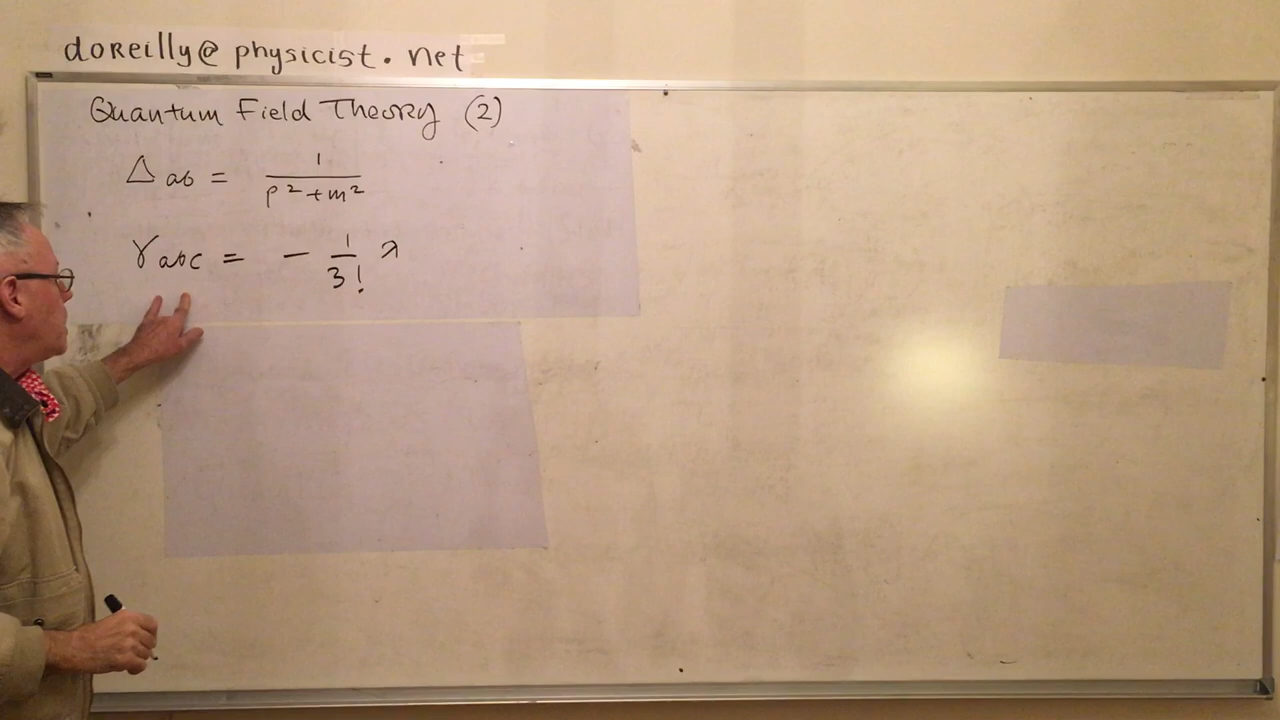 doReilly@physicist.net
Quantum Field Theory (2)
Δab = 1/(p²+m²)
γabc = - 1/3! λ